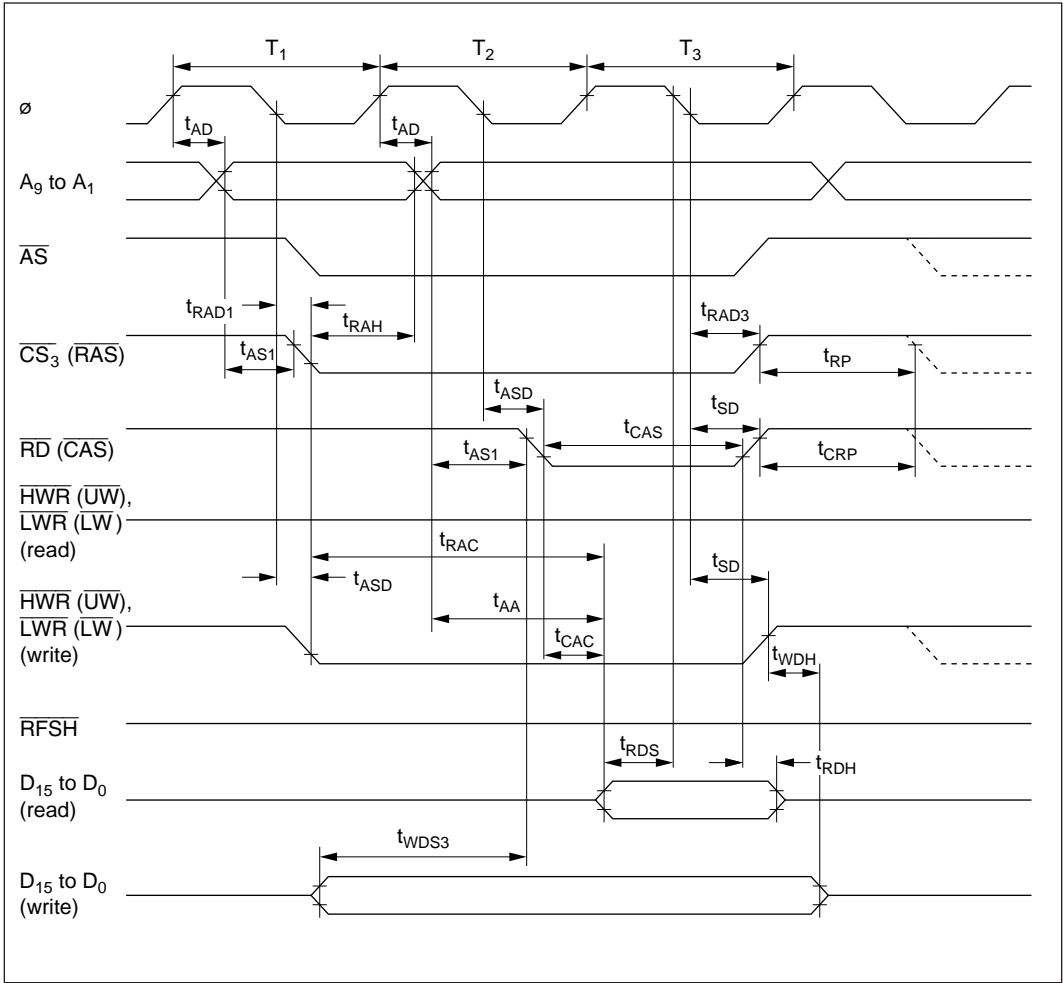 T1 T2 T3
ø
tAD tAD
A9 to A1
AS
tRAD1 tRAH tRAD3
CS3 (RAS)
tAS1 tRP
tASD tSD
RD (CAS)
tCAS
tAS1 tCRP
HWR (UW),
LWR (LW)
(read)
tRAC
tASD tSD
HWR (UW),
LWR (LW)
(write)
tAA
tCAC
tWDH
RFSH
tRDS tRDH
D15 to D0
(read)
tWDS3
D15 to D0
(write)